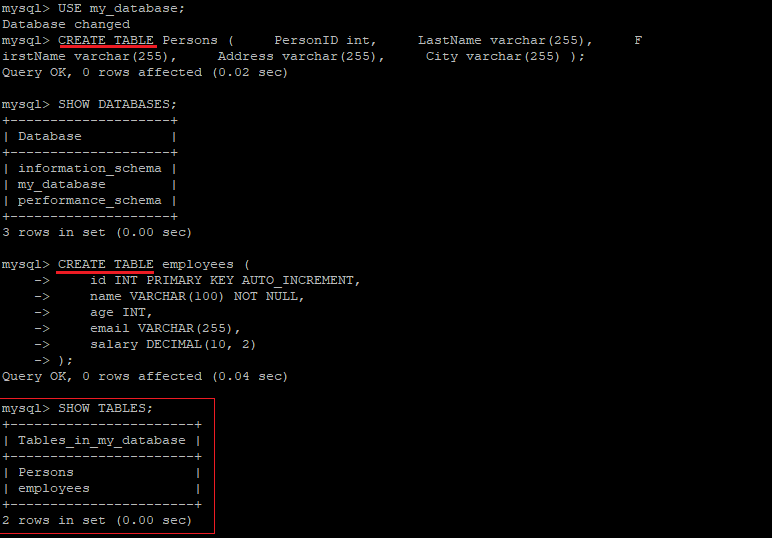 mysql> USE my_database;
Database changed
mysql> CREATE TABLE Persons (     PersonID int,     LastName varchar(255),     F
irstName varchar(255),     Address varchar(255),     City varchar(255) );
Query OK, 0 rows affected (0.02 sec)
mysql> SHOW DATABASES;
+--------------------+
| Database           |
+--------------------+
| information_schema |
| my_database        |
| performance_schema |
+--------------------+
3 rows in set (0.00 sec)
mysql> CREATE TABLE employees (
    ->     id INT PRIMARY KEY AUTO_INCREMENT,
    ->     name VARCHAR(100) NOT NULL,
    ->     age INT,
    ->     email VARCHAR(255),
    ->     salary DECIMAL(10, 2)
    -> );
Query OK, 0 rows affected (0.04 sec)
mysql> SHOW TABLES;
+-----------------------+
| Tables_in_my_database |
+-----------------------+
| Persons               |
| employees             |
+-----------------------+
2 rows in set (0.00 sec)